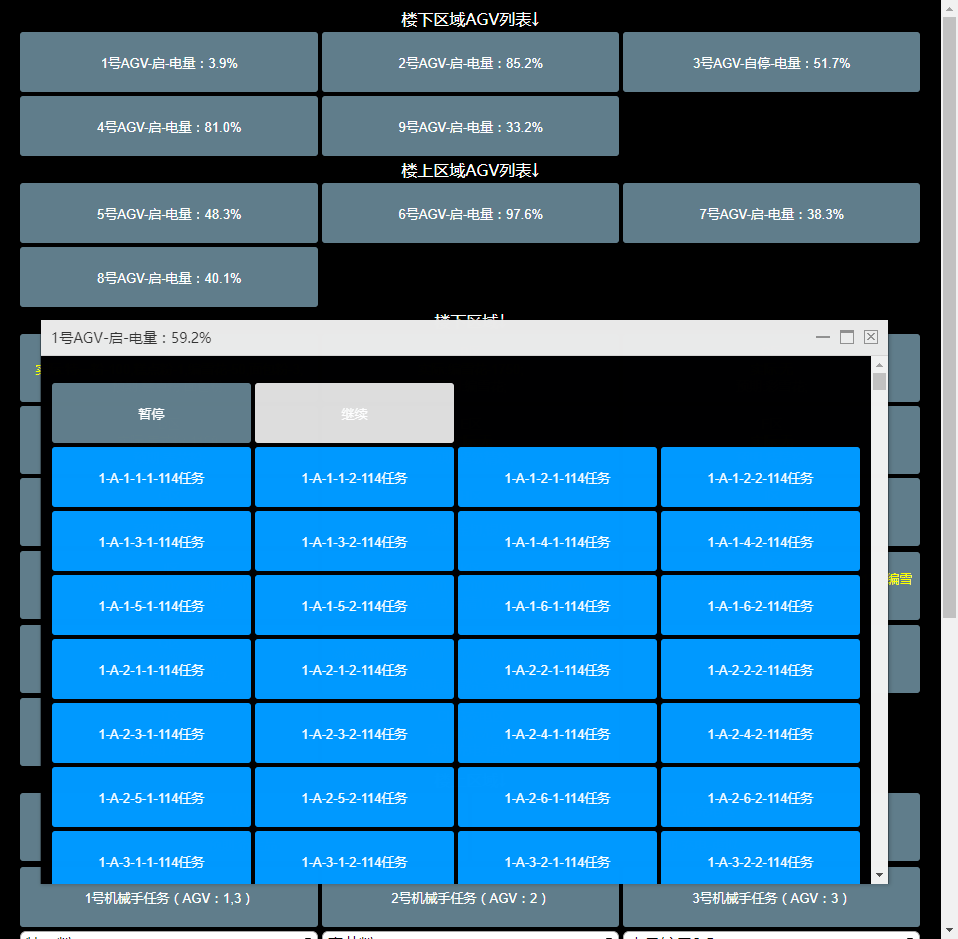 楼下区域AGV列表↓
1号AGV-启-电量：3.9% 2号AGV-启-电量：85.2% 3号AGV-自停-电量：51.7%
4号AGV-启-电量：81.0% 9号AGV-启-电量：33.2%
楼上区域AGV列表↓
5号AGV-启-电量：48.3% 6号AGV-启-电量：97.6% 7号AGV-启-电量：38.3%
8号AGV-启-电量：40.1%
楼下区域↓
1号AGV-启-电量：59.2%
暂停 继续
1-A-1-1-1-114任务 1-A-1-1-2-114任务 1-A-1-2-1-114任务 1-A-1-2-2-114任务
1-A-1-3-1-114任务 1-A-1-3-2-114任务 1-A-1-4-1-114任务 1-A-1-4-2-114任务
1-A-1-5-1-114任务 1-A-1-5-2-114任务 1-A-1-6-1-114任务 1-A-1-6-2-114任务
编雪
1-A-2-1-1-114任务 1-A-2-1-2-114任务 1-A-2-2-1-114任务 1-A-2-2-2-114任务
1-A-2-3-1-114任务 1-A-2-3-2-114任务 1-A-2-4-1-114任务 1-A-2-4-2-114任务
1-A-2-5-1-114任务 1-A-2-5-2-114任务 1-A-2-6-1-114任务 1-A-2-6-2-114任务
1-A-3-1-1-114任务 1-A-3-1-2-114任务 1-A-3-2-1-114任务 1-A-3-2-2-114任务
1号机械手任务（AGV：1,3） 2号机械手任务（AGV：2） 3号机械手任务（AGV：3）